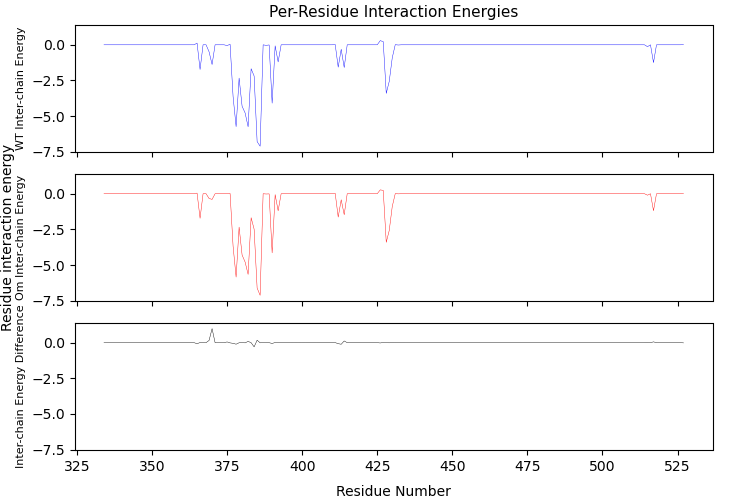 Per-Residue Interaction Energies
WT Inter-chain Energy
0.0
−2.5
−5.0
−7.5
Residue interaction energy
Om Inter-chain Energy
0.0
−2.5
−5.0
−7.5
Inter-chain Energy Difference
0.0
−2.5
−5.0
−7.5
325 350 375 400 425 450 475 500 525
Residue Number